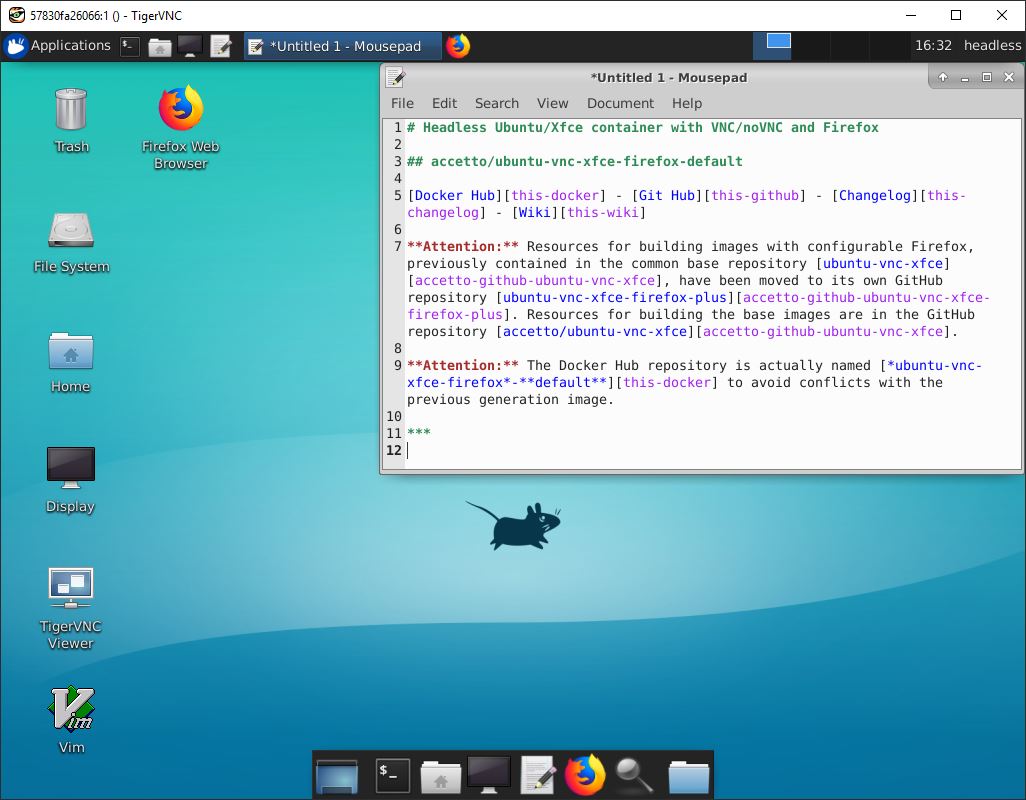 57830fa26066:1 () - TigerVNC
Applications
*Untitled 1 - Mousepad
16:32 headless
Trash
Firefox Web
Browser
File System
Home
Display
TigerVNC
Viewer
Vim
*Untitled 1 - Mousepad
File Edit Search View Document Help
1 # Headless Ubuntu/Xfce container with VNC/noVNC and Firefox
2
3 ## accetto/ubuntu-vnc-xfce-firefox-default
4
5 [Docker Hub][this-docker] - [Git Hub][this-github] - [Changelog][this-
changelog] - [Wiki][this-wiki]
6
7 **Attention:** Resources for building images with configurable Firefox,
previously contained in the common base repository [ubuntu-vnc-xfce]
[accetto-github-ubuntu-vnc-xfce], have been moved to its own GitHub
repository [ubuntu-vnc-xfce-firefox-plus][accetto-github-ubuntu-vnc-xfce-
firefox-plus]. Resources for building the base images are in the GitHub
repository [accetto/ubuntu-vnc-xfce][accetto-github-ubuntu-vnc-xfce].
8
9 **Attention:** The Docker Hub repository is actually named [*ubuntu-vnc-
xfce-firefox*-**default**][this-docker] to avoid conflicts with the
previous generation image.
10
11 ***
12
$_